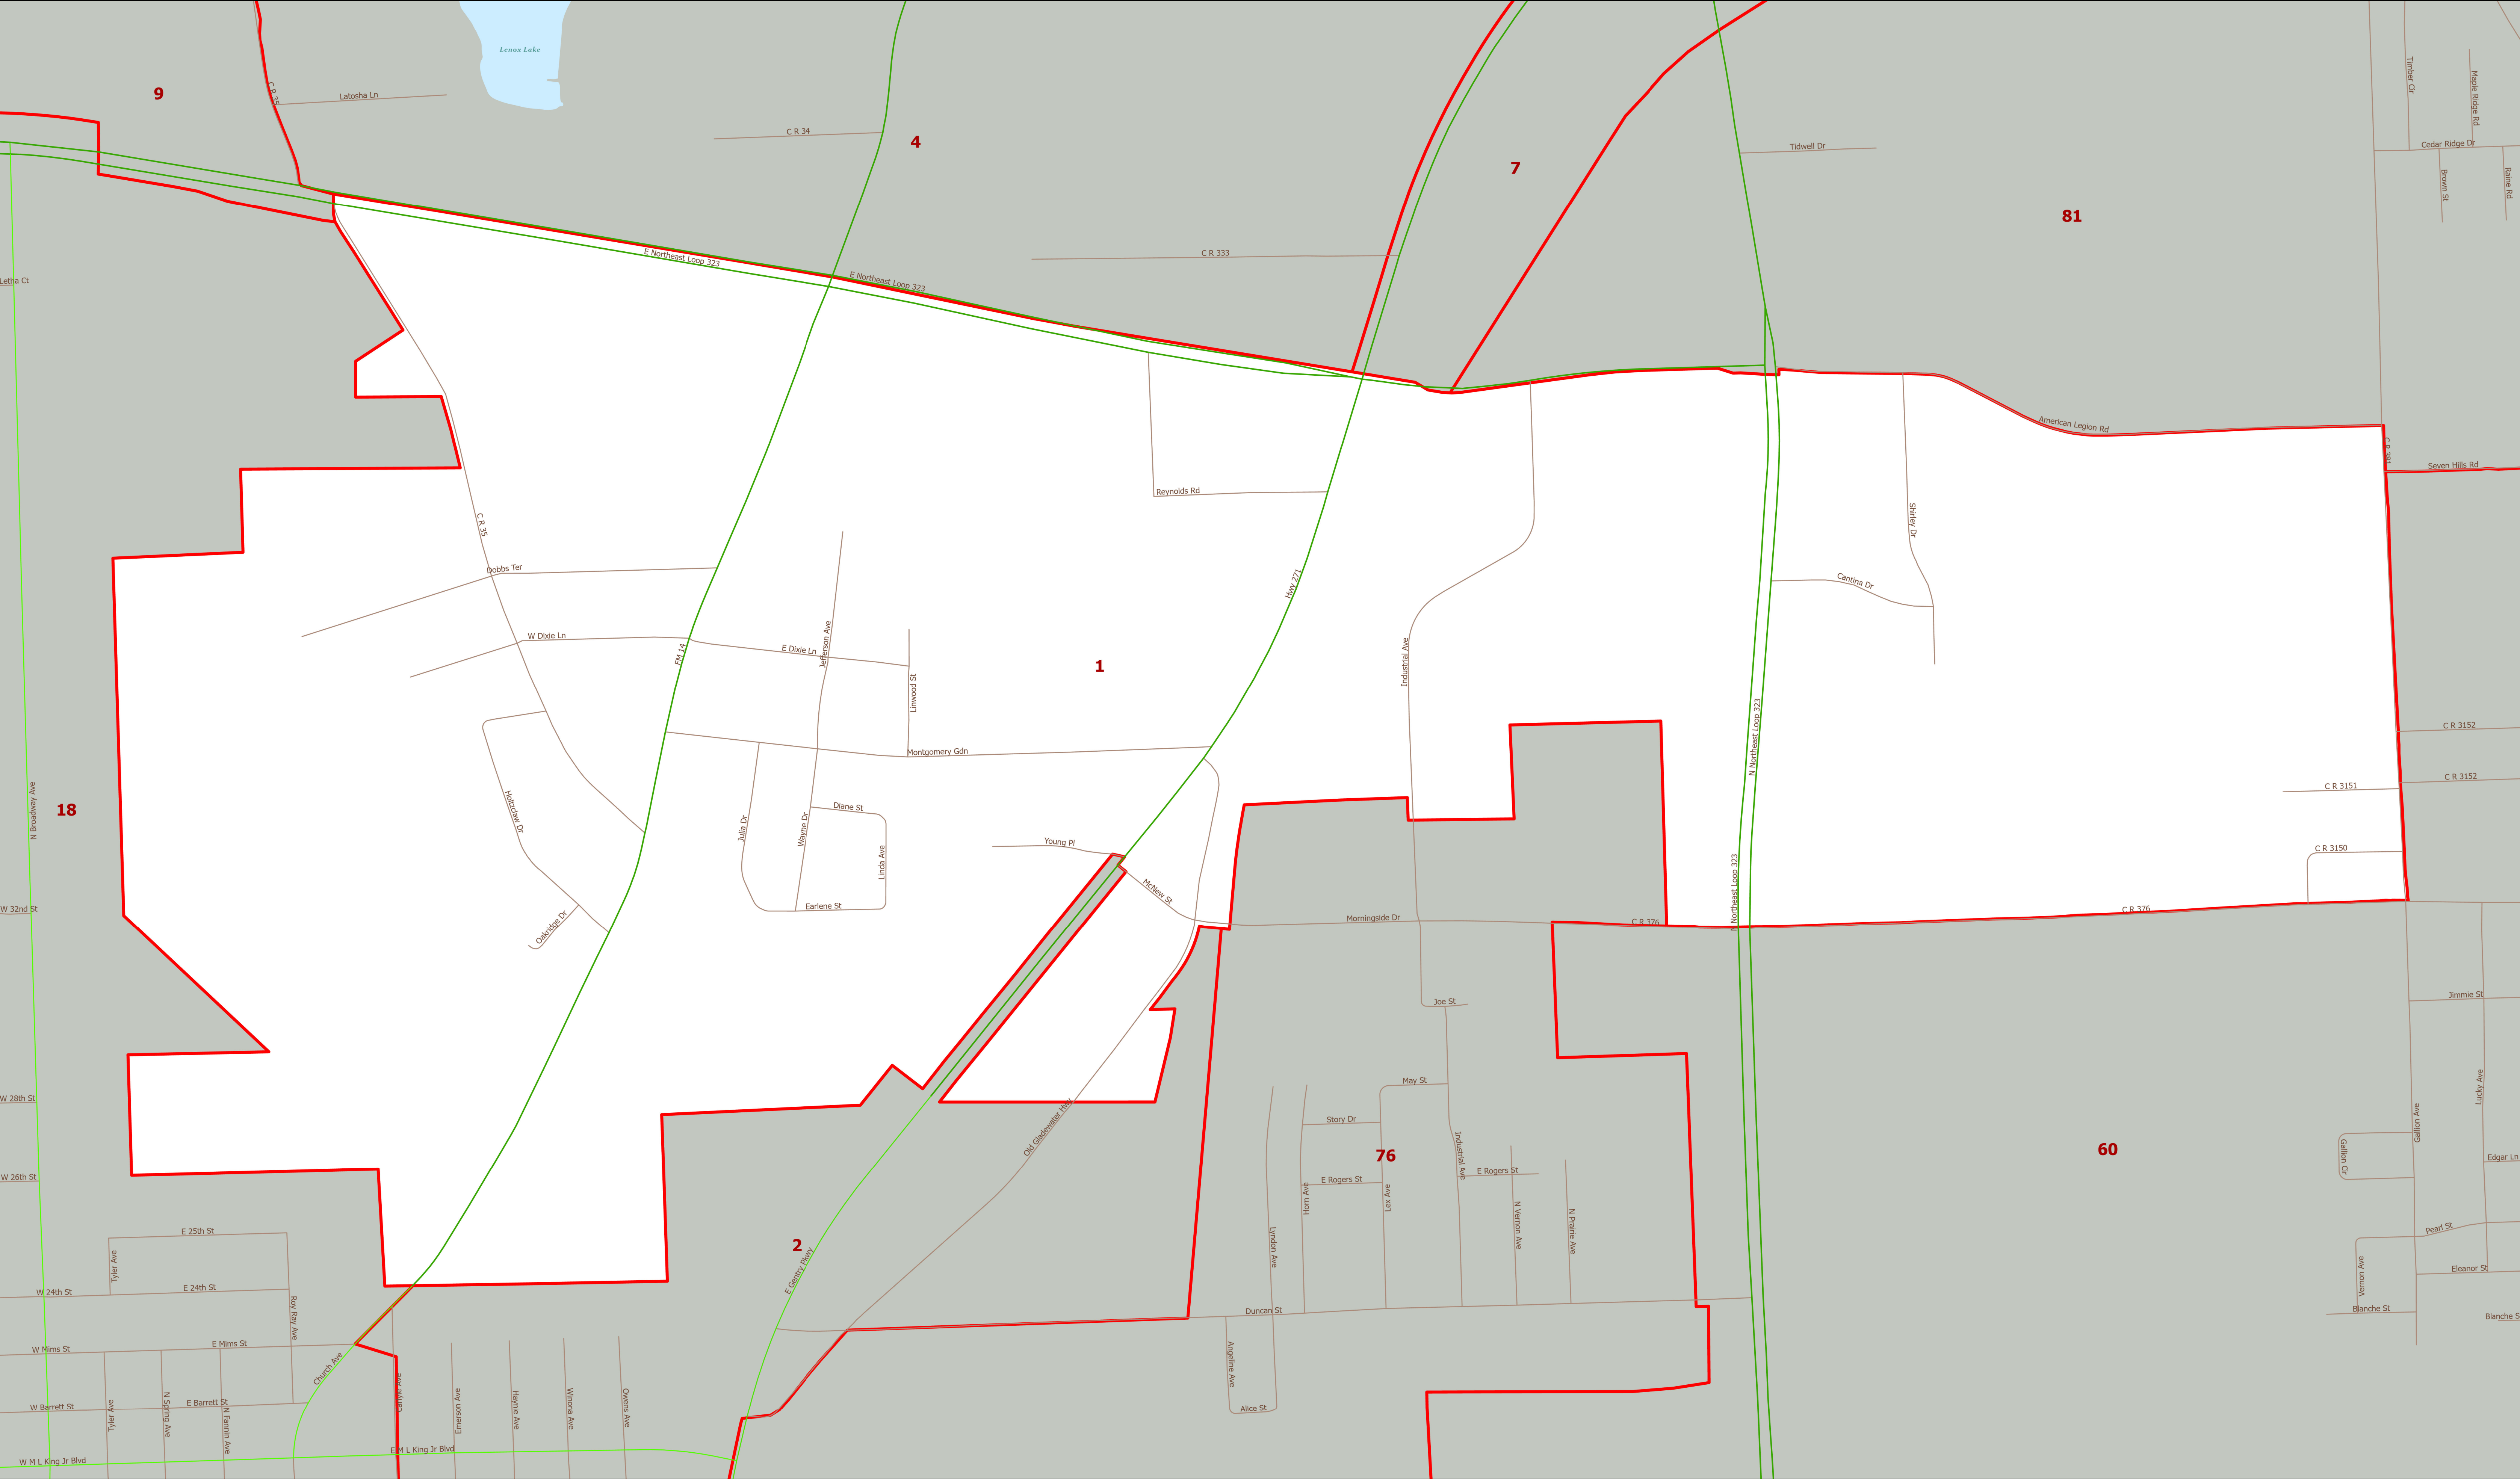 Lenox Lake
Timber Cir
Maple Ridge Rd
9
C R 35
Latosha Ln
C R 34
4
7
Tidwell Dr
Cedar Ridge Dr
Brown St
Raine Rd
81
C R 333
E Northeast Loop 323
E Northeast Loop 323
Letha Ct
American Legion Rd
C R 381
Seven Hills Rd
Reynolds Rd
C R 35
Shirley Dr
Dobbs Ter
Hwy 271
Cantina Dr
W Dixie Ln
FM 14
E Dixie Ln
Jefferson Ave
Linwood St
1
Industrial Ave
N Northeast Loop 323
C R 3152
Montgomery Gdn
C R 3152
C R 3151
N Broadway Ave
18
Holtzclaw Dr
Julia Dr
Wayne Dr
Diane St
Linda Ave
Young Pl
C R 3150
McNew St
N Northeast Loop 323
Earlene St
W 32nd St
Oakridge Dr
Morningside Dr
C R 376
C R 376
Joe St
Jimmie St
W 28th St
May St
Lucky Ave
Old Gladewater Hwy
Story Dr
Industrial Ave
Gallion Ave
Gallion Cir
76
60
W 26th St
E Rogers St
E Rogers St
Edgar Ln
Horn Ave
Lex Ave
N Vernon Ave
N Prairie Ave
Lyndon Ave
Pearl St
E 25th St
2
Tyler Ave
E Gentry Pkwy
Vernon Ave
Eleanor St
W 24th St
E 24th St
Roy Ray Ave
Duncan St
Blanche St
Blanche S
W Mims St
E Mims St
Church Ave
Angeline Ave
Carlyle Ave
Emerson Ave
Haynie Ave
Winona Ave
Owens Ave
W Barrett St
Tyler Ave
N Spring Ave
E Barrett St
N Fannin Ave
Alice St
W M L King Jr Blvd
E M L King Jr Blvd